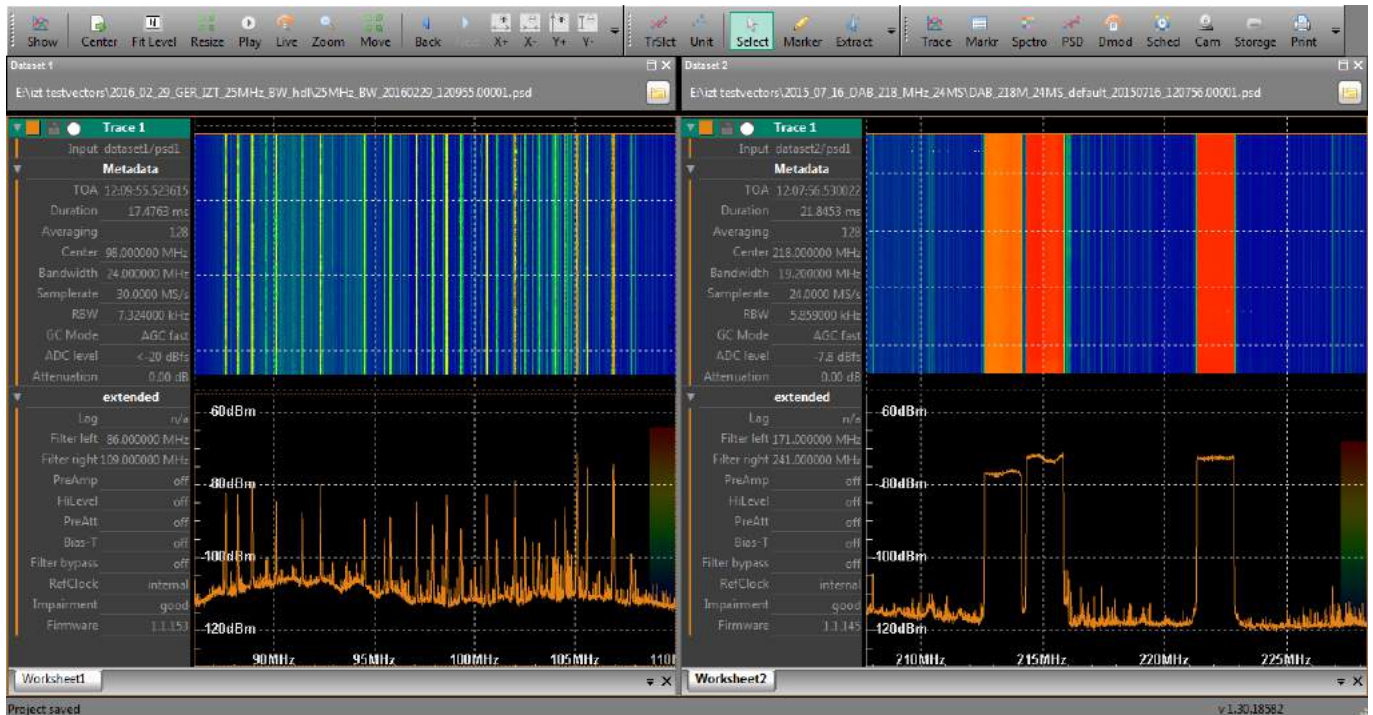 Show Center Fit Level Resize Play Live Zoom Move Back X+ X- Y+ Y- TrSlct Unit Select Marker Extract Trace Markr Spctro PSD Dmod Sched Cam Storage Print
Dataset 1
E:\izt testvectors\2016_02_29_GER_IZT_25MHz_BW_hdl\25MHz_BW_20160229_120955.00001.psd
Trace 1
Input dataset1/psd1
Metadata
TOA 12:09:55.523615
Duration 17.4763 ms
Averaging 128
Center 98.000000 MHz
Bandwidth 24.000000 MHz
Samplerate 30.0000 MS/s
RBW 7.324000 kHz
GC Mode AGC fast
ADC level <-20 dBfs
Attenuation 0.00 dB
extended
Lag n/a
Filter left 86.000000 MHz
Filter right 109.000000 MHz
PreAmp off
HiLevel off
PreAtt off
Bias-T off
Filter bypass off
RefClock internal
Impairment good
Firmware 1.1.153
-60dBm
-80dBm
-100dBm
-120dBm
90MHz 95MHz 100MHz 105MHz 110
Worksheet1
Dataset 2
E:\izt testvectors\2015_07_16_DAB_218_MHz_24MS\DAB_218M_24MS_default_20150716_120756.00001.psd
Trace 1
Input dataset2/psd1
Metadata
TOA 12:07:56.530022
Duration 21.8453 ms
Averaging 128
Center 218.000000 MHz
Bandwidth 19.200000 MHz
Samplerate 24.0000 MS/s
RBW 5.859000 kHz
GC Mode AGC fast
ADC level -7.8 dBfs
Attenuation 0.00 dB
extended
Lag n/a
Filter left 171.000000 MHz
Filter right 241.000000 MHz
PreAmp off
HiLevel off
PreAtt off
Bias-T off
Filter bypass off
RefClock internal
Impairment good
Firmware 1.1.145
-60dBm
-80dBm
-100dBm
-120dBm
210MHz 215MHz 220MHz 225MHz
Worksheet2
Project saved
v 1.30.18582